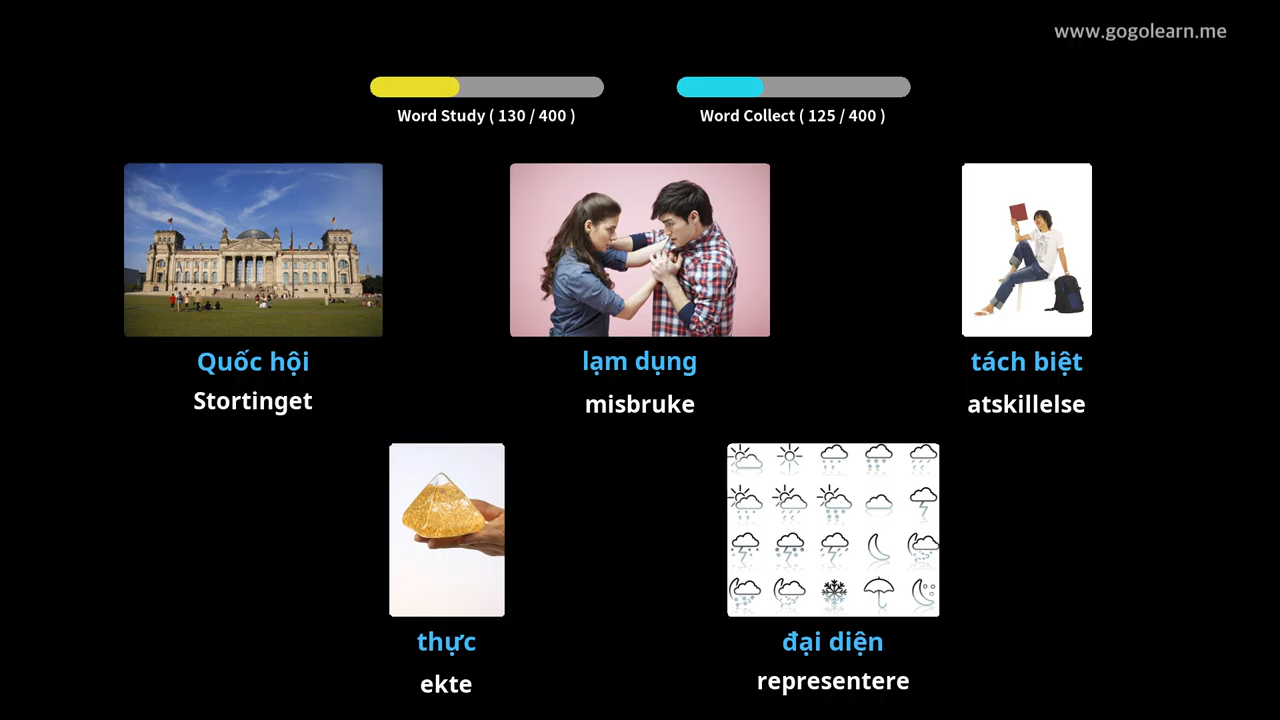 www.gogolearn.me
Word Study ( 130 / 400 )
Word Collect ( 125 / 400 )
Quốc hội
Stortinget
lạm dụng
misbruke
tách biệt
atskillelse
thực
ekte
đại diện
representere